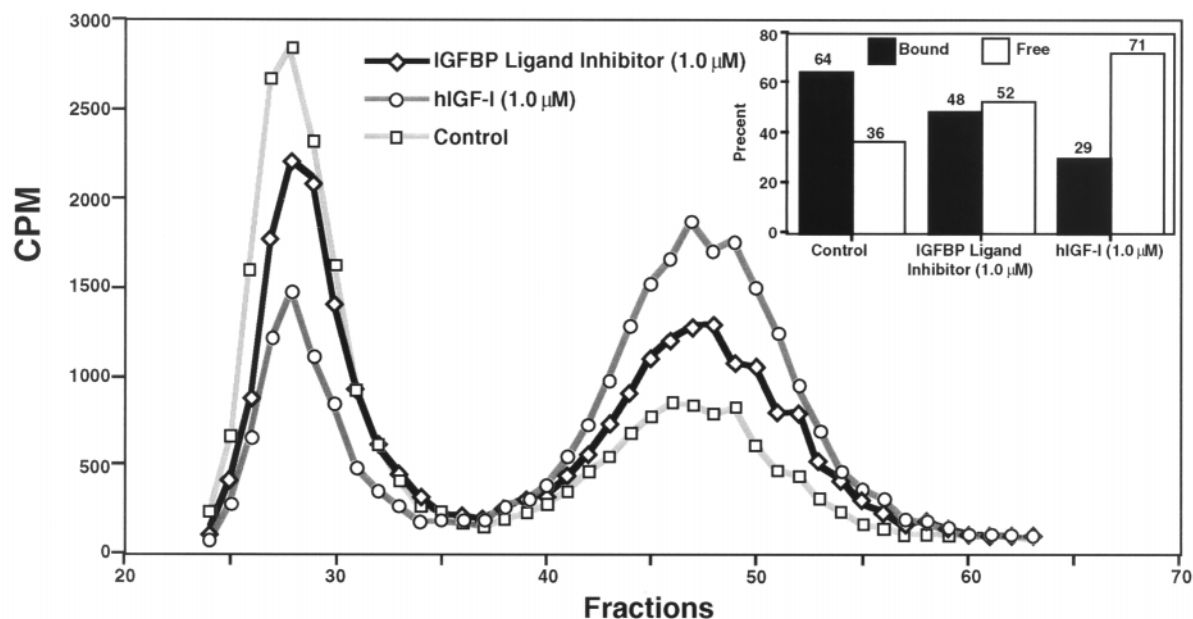 3000
2500
2000
1500
1000
500
0
CPM
20
30
40
50
60
70
Fractions
IGFBP Ligand Inhibitor (1.0 µM)
hIGF-I (1.0 µM)
Control
80
60
40
20
0
Precent
Bound
Free
64
36
48
52
29
71
Control
IGFBP Ligand
Inhibitor (1.0 µM)
hIGF-I (1.0 µM)